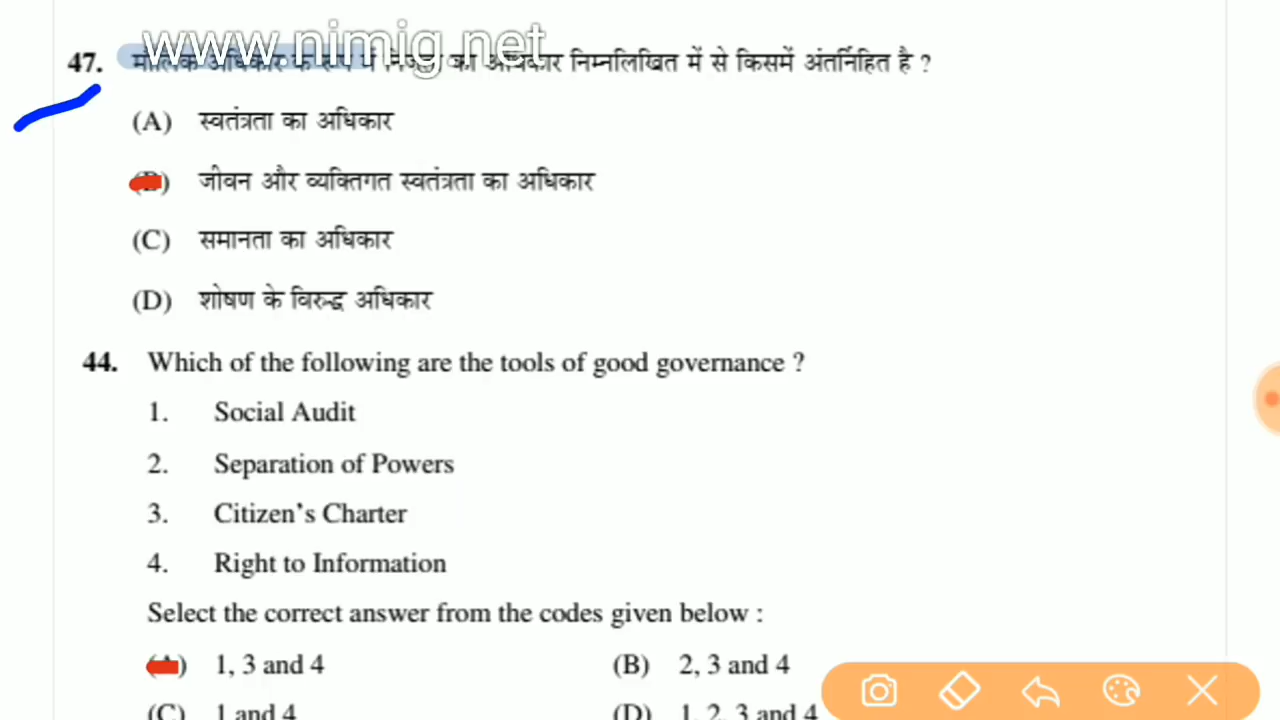 www.nimig.net
47. मौलिक अधिकार के रूप में निजता का अधिकार निम्नलिखित में से किसमें अंतर्निहित है ?
(A) स्वतंत्रता का अधिकार
जीवन और व्यक्तिगत स्वतंत्रता का अधिकार
(C) समानता का अधिकार
(D) शोषण के विरुद्ध अधिकार
44. Which of the following are the tools of good governance ?
1. Social Audit
2. Separation of Powers
3. Citizen's Charter
4. Right to Information
Select the correct answer from the codes given below :
1, 3 and 4 (B) 2, 3 and 4
(C) 1 and 4 (D) 1, 2, 3 and 4